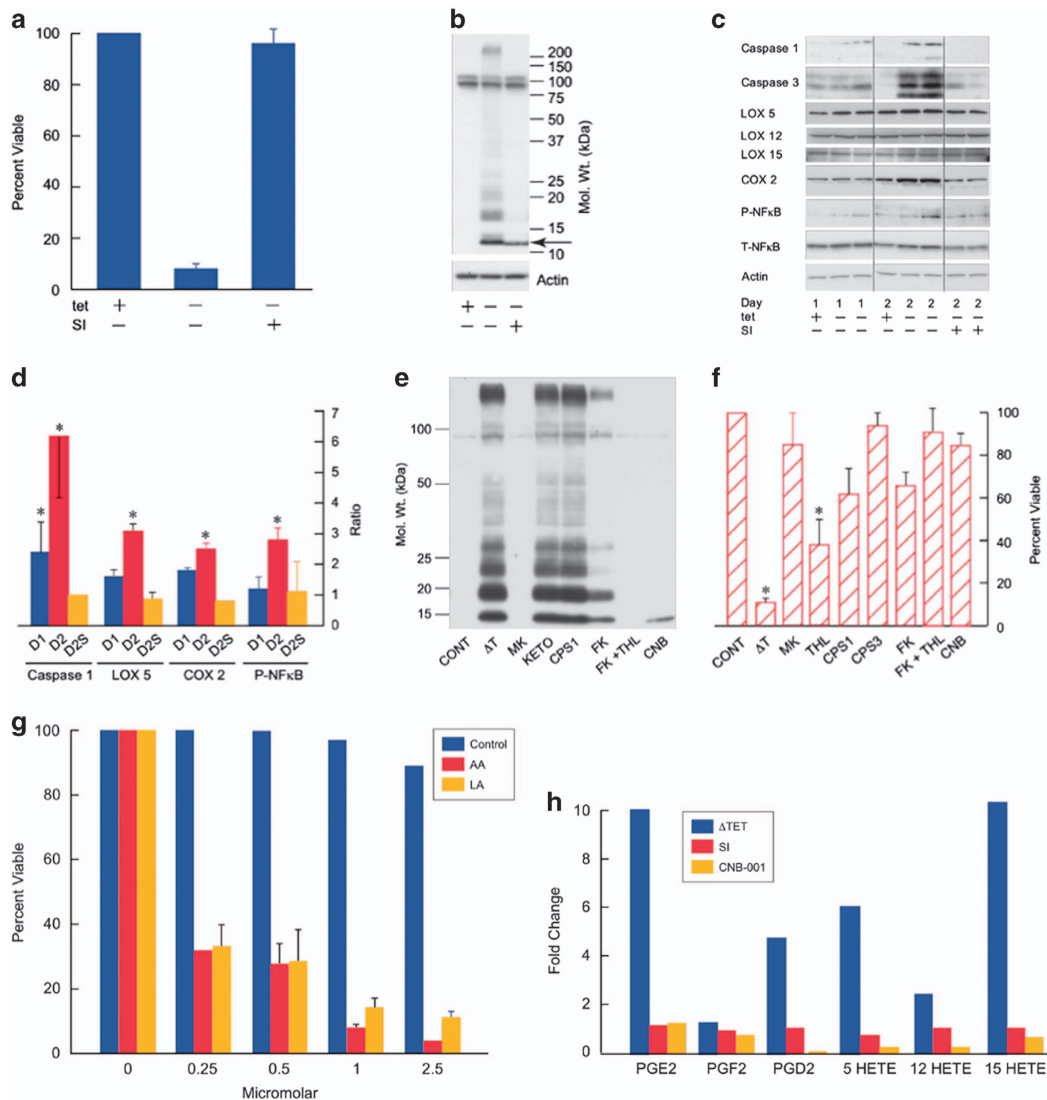 a
100
80
60
40
20
0
Percent Viable
tet + − −
SI − − +
b
200
150
100
75
50
37
25
20
15
10
Mol. Wt. (kDa)
Actin
+ − −
− − +
c
Caspase 1
Caspase 3
LOX 5
LOX 12
LOX 15
COX 2
P-NFκB
T-NFκB
Actin
Day 1 1 1 2 2 2 2 2
tet + − − + − − − −
SI − − − − − − + +
d
7
6
5
4
3
2
1
0
Ratio
* * * * *
D1 D2 D2S D1 D2 D2S D1 D2 D2S D1 D2 D2S
Caspase 1 LOX 5 COX 2 P-NFκB
e
100
50
25
20
15
Mol. Wt. (kDa)
CONT ΔT MK KETO CPS1 FK FK +THL CNB
f
100
80
60
40
20
0
Percent Viable
* *
CONT ΔT MK THL CPS1 CPS3 FK FK + THL CNB
g
100
80
60
40
20
0
Percent Viable
Control
AA
LA
0 0.25 0.5 1 2.5
Micromolar
h
10
8
6
4
2
0
Fold Change
ΔTET
SI
CNB-001
PGE2 PGF2 PGD2 5 HETE 12 HETE 15 HETE